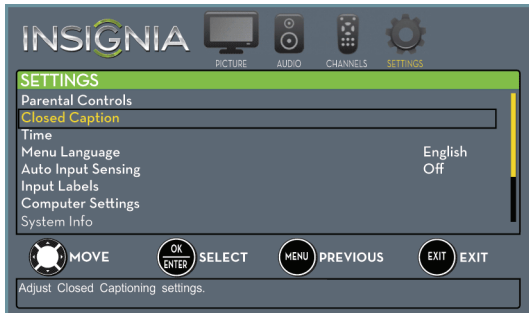 INSIGNIA
PICTURE AUDIO CHANNELS SETTINGS
SETTINGS
Parental Controls
Closed Caption
Time
Menu Language English
Auto Input Sensing Off
Input Labels
Computer Settings
System Info
MOVE OK ENTER SELECT MENU PREVIOUS EXIT EXIT
Adjust Closed Captioning settings.